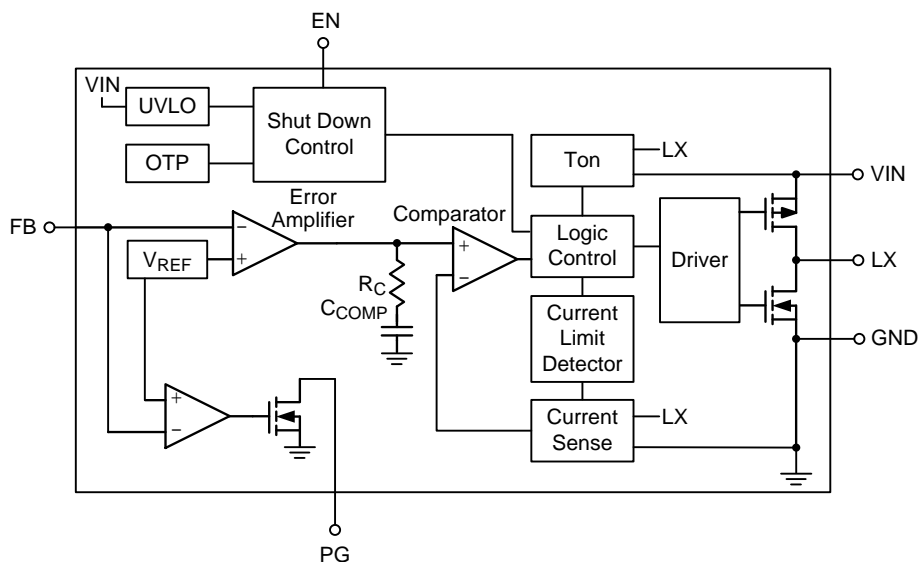 EN
VIN
UVLO
Shut Down
Control
OTP
Ton
LX
VIN
Error
Amplifier
Comparator
FB
−
+
VREF
+
−
Logic
Control
Driver
LX
RC
CCOMP
Current
Limit
Detector
GND
+
−
Current
Sense
LX
PG